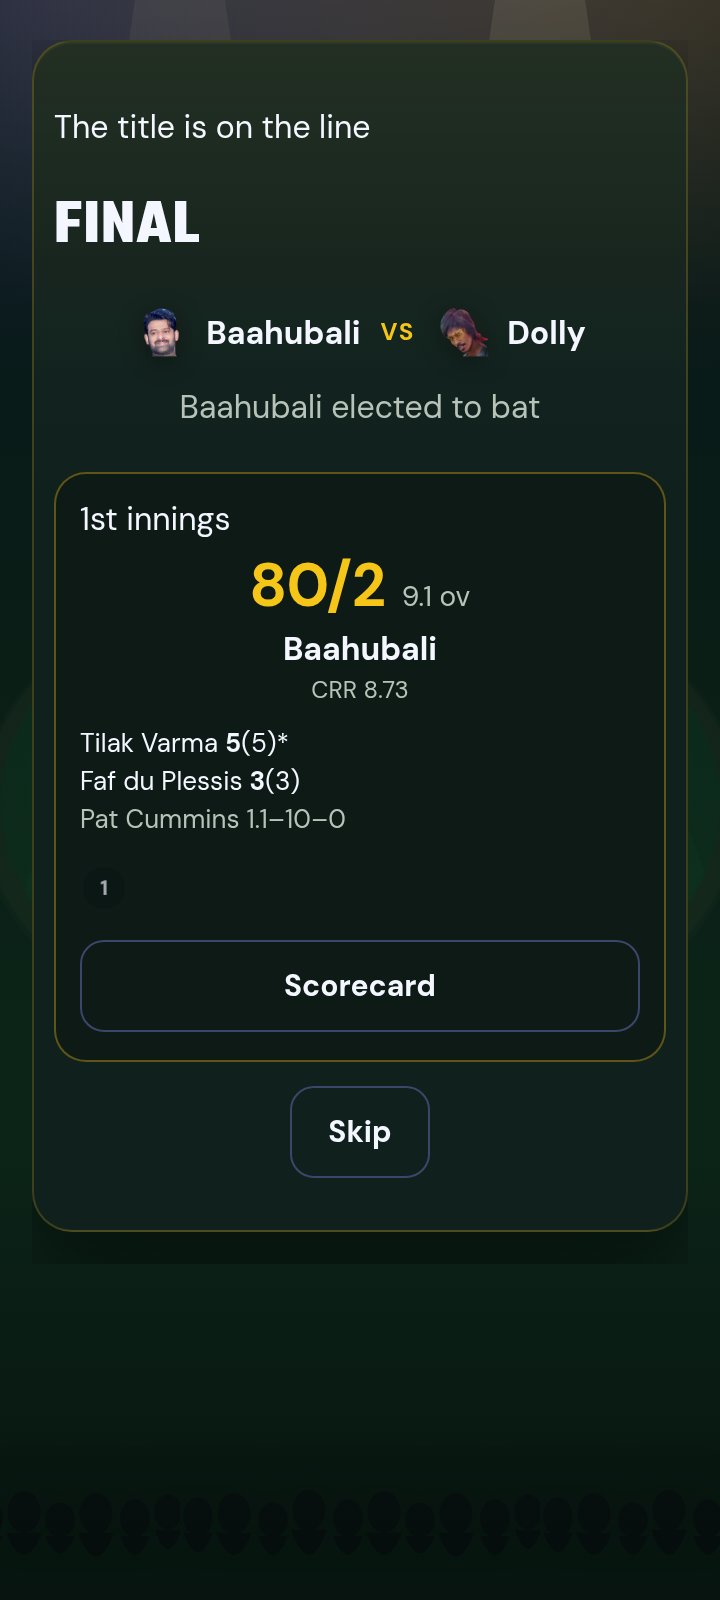 The title is on the line
FINAL
Baahubali VS Dolly
Baahubali elected to bat
1st innings
80/2 9.1 ov
Baahubali
CRR 8.73
Tilak Varma 5(5)*
Faf du Plessis 3(3)
Pat Cummins 1.1–10–0
1
Scorecard
Skip